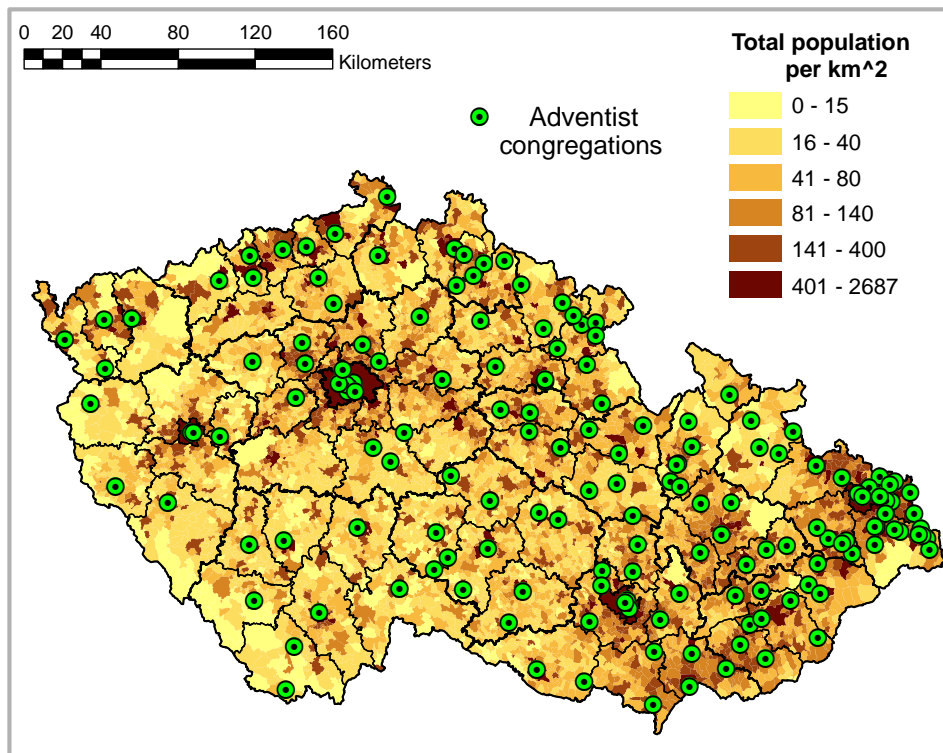 0 20 40 80 120 160
Kilometers
Total population
per km^2
0 - 15
16 - 40
41 - 80
81 - 140
141 - 400
401 - 2687
Adventist
congregations